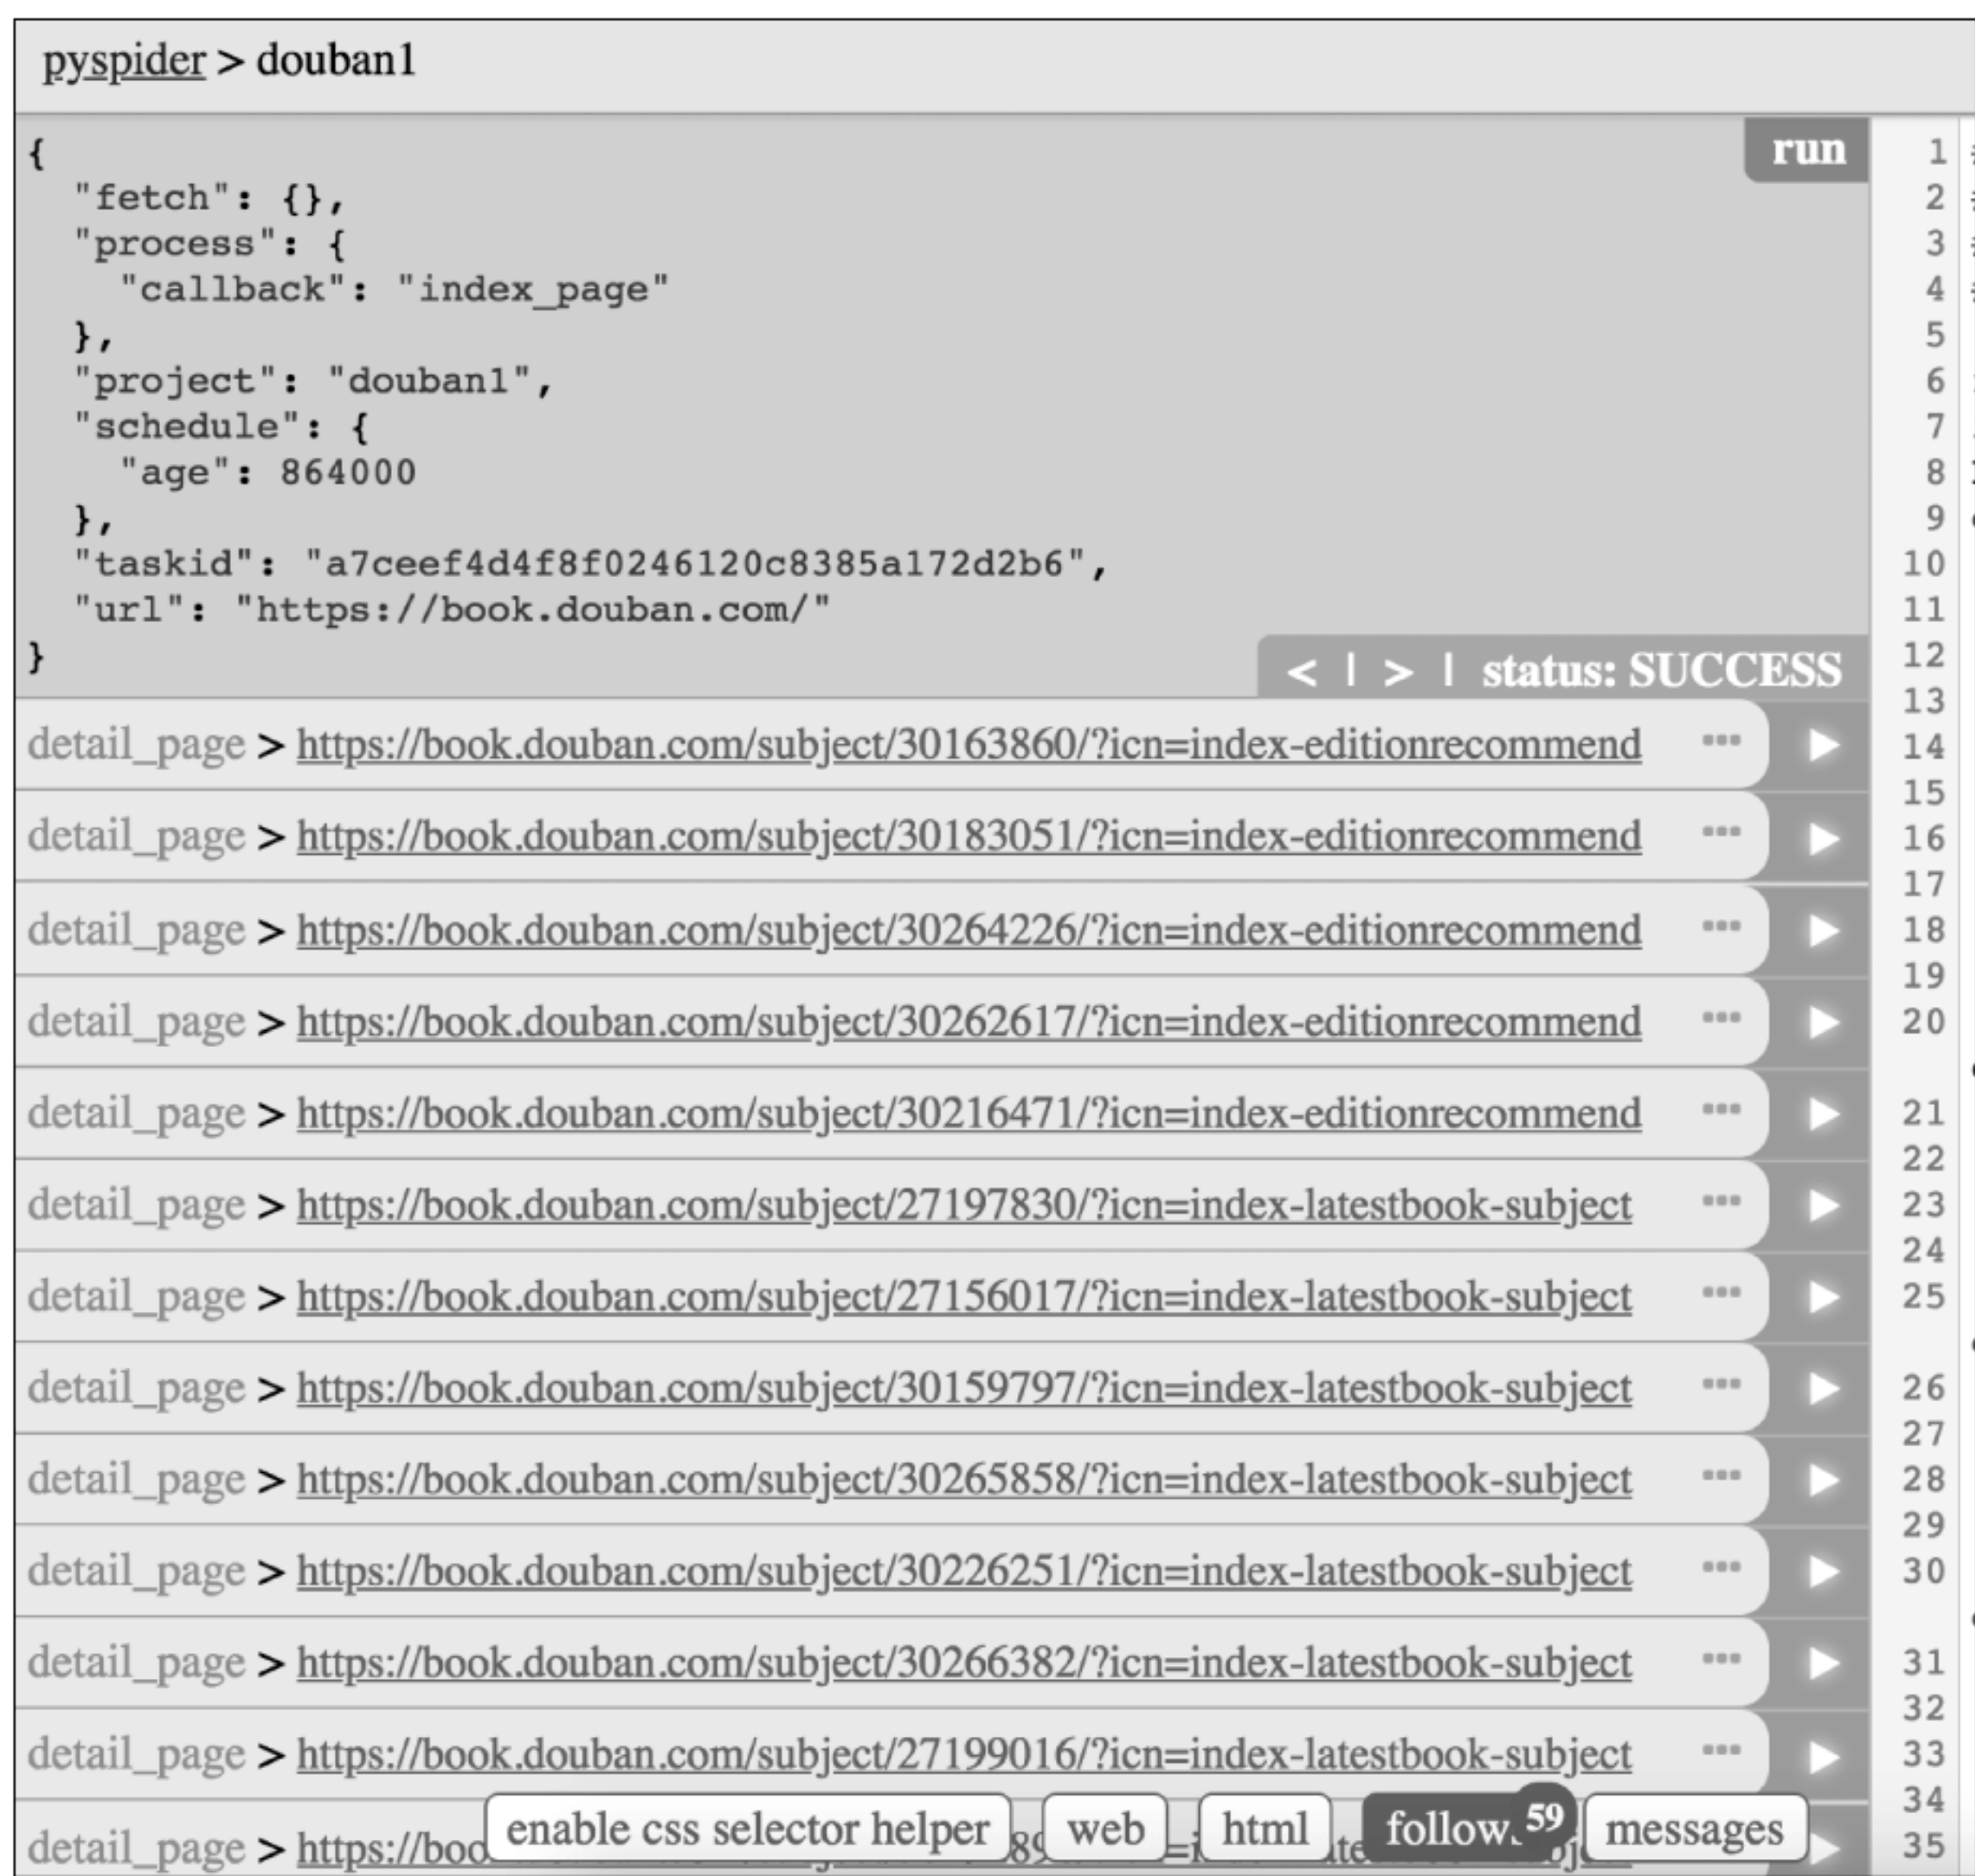 pyspider > douban1
{
  "fetch": {},
  "process": {
    "callback": "index_page"
  },
  "project": "douban1",
  "schedule": {
    "age": 864000
  },
  "taskid": "a7ceef4d4f8f0246120c8385a172d2b6",
  "url": "https://book.douban.com/"
}
run
< | > | status: SUCCESS
detail_page > https://book.douban.com/subject/30163860/?icn=index-editionrecommend
detail_page > https://book.douban.com/subject/30183051/?icn=index-editionrecommend
detail_page > https://book.douban.com/subject/30264226/?icn=index-editionrecommend
detail_page > https://book.douban.com/subject/30262617/?icn=index-editionrecommend
detail_page > https://book.douban.com/subject/30216471/?icn=index-editionrecommend
detail_page > https://book.douban.com/subject/27197830/?icn=index-latestbook-subject
detail_page > https://book.douban.com/subject/27156017/?icn=index-latestbook-subject
detail_page > https://book.douban.com/subject/30159797/?icn=index-latestbook-subject
detail_page > https://book.douban.com/subject/30265858/?icn=index-latestbook-subject
detail_page > https://book.douban.com/subject/30226251/?icn=index-latestbook-subject
detail_page > https://book.douban.com/subject/30266382/?icn=index-latestbook-subject
detail_page > https://book.douban.com/subject/27199016/?icn=index-latestbook-subject
detail_page > https://boo
enable css selector helper web html follow 59 messages
1
2
3
4
5
6
7
8
9
10
11
12
13
14
15
16
17
18
19
20
21
22
23
24
25
26
27
28
29
30
31
32
33
34
35